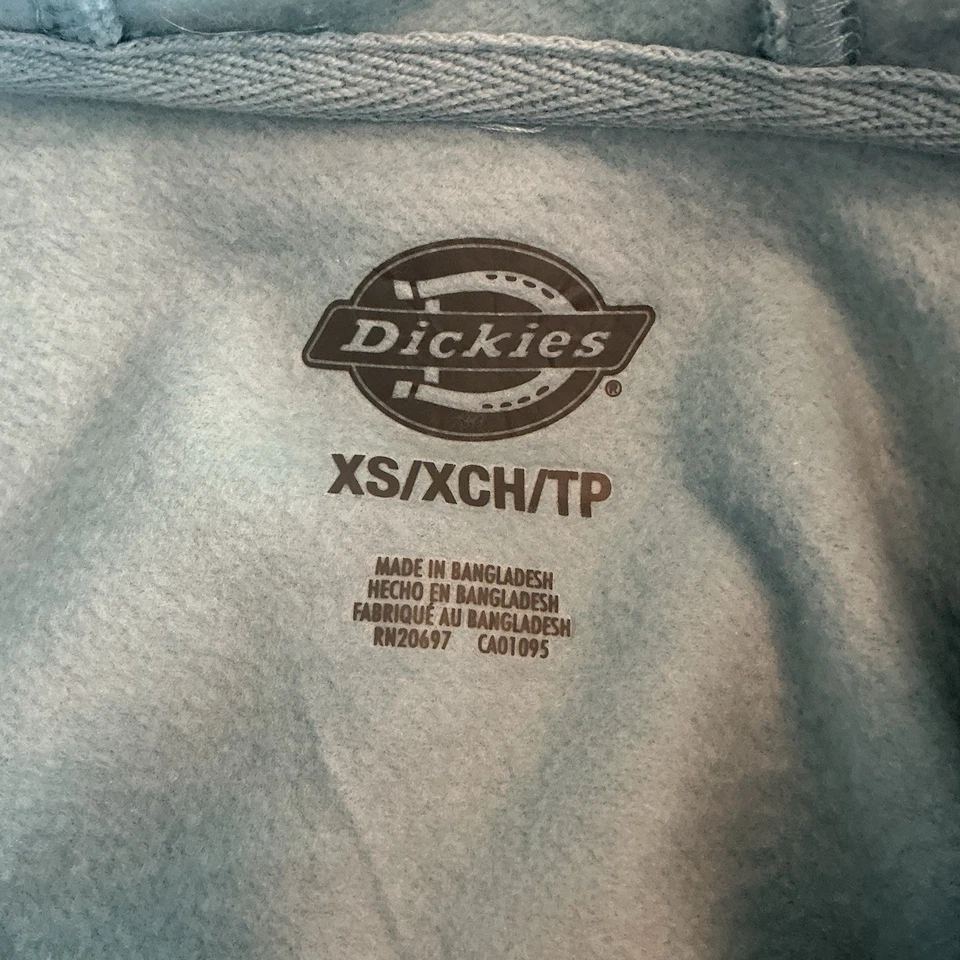 Dickies
®
XS/XCH/TP
MADE IN BANGLADESH
HECHO EN BANGLADESH
FABRIQUÉ AU BANGLADESH
RN20697 CA01095